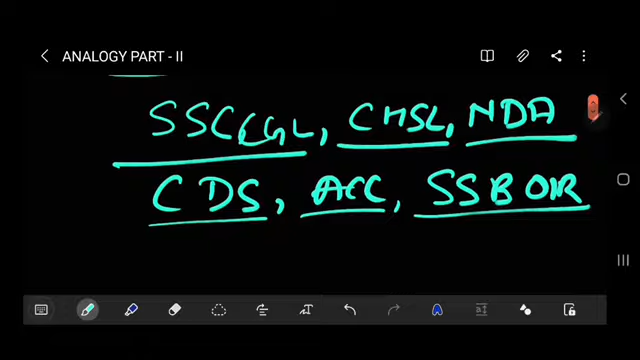 ANALOGY PART - II
SSC CGL, CHSL, NDA
CDS, ACC, SSB OIR